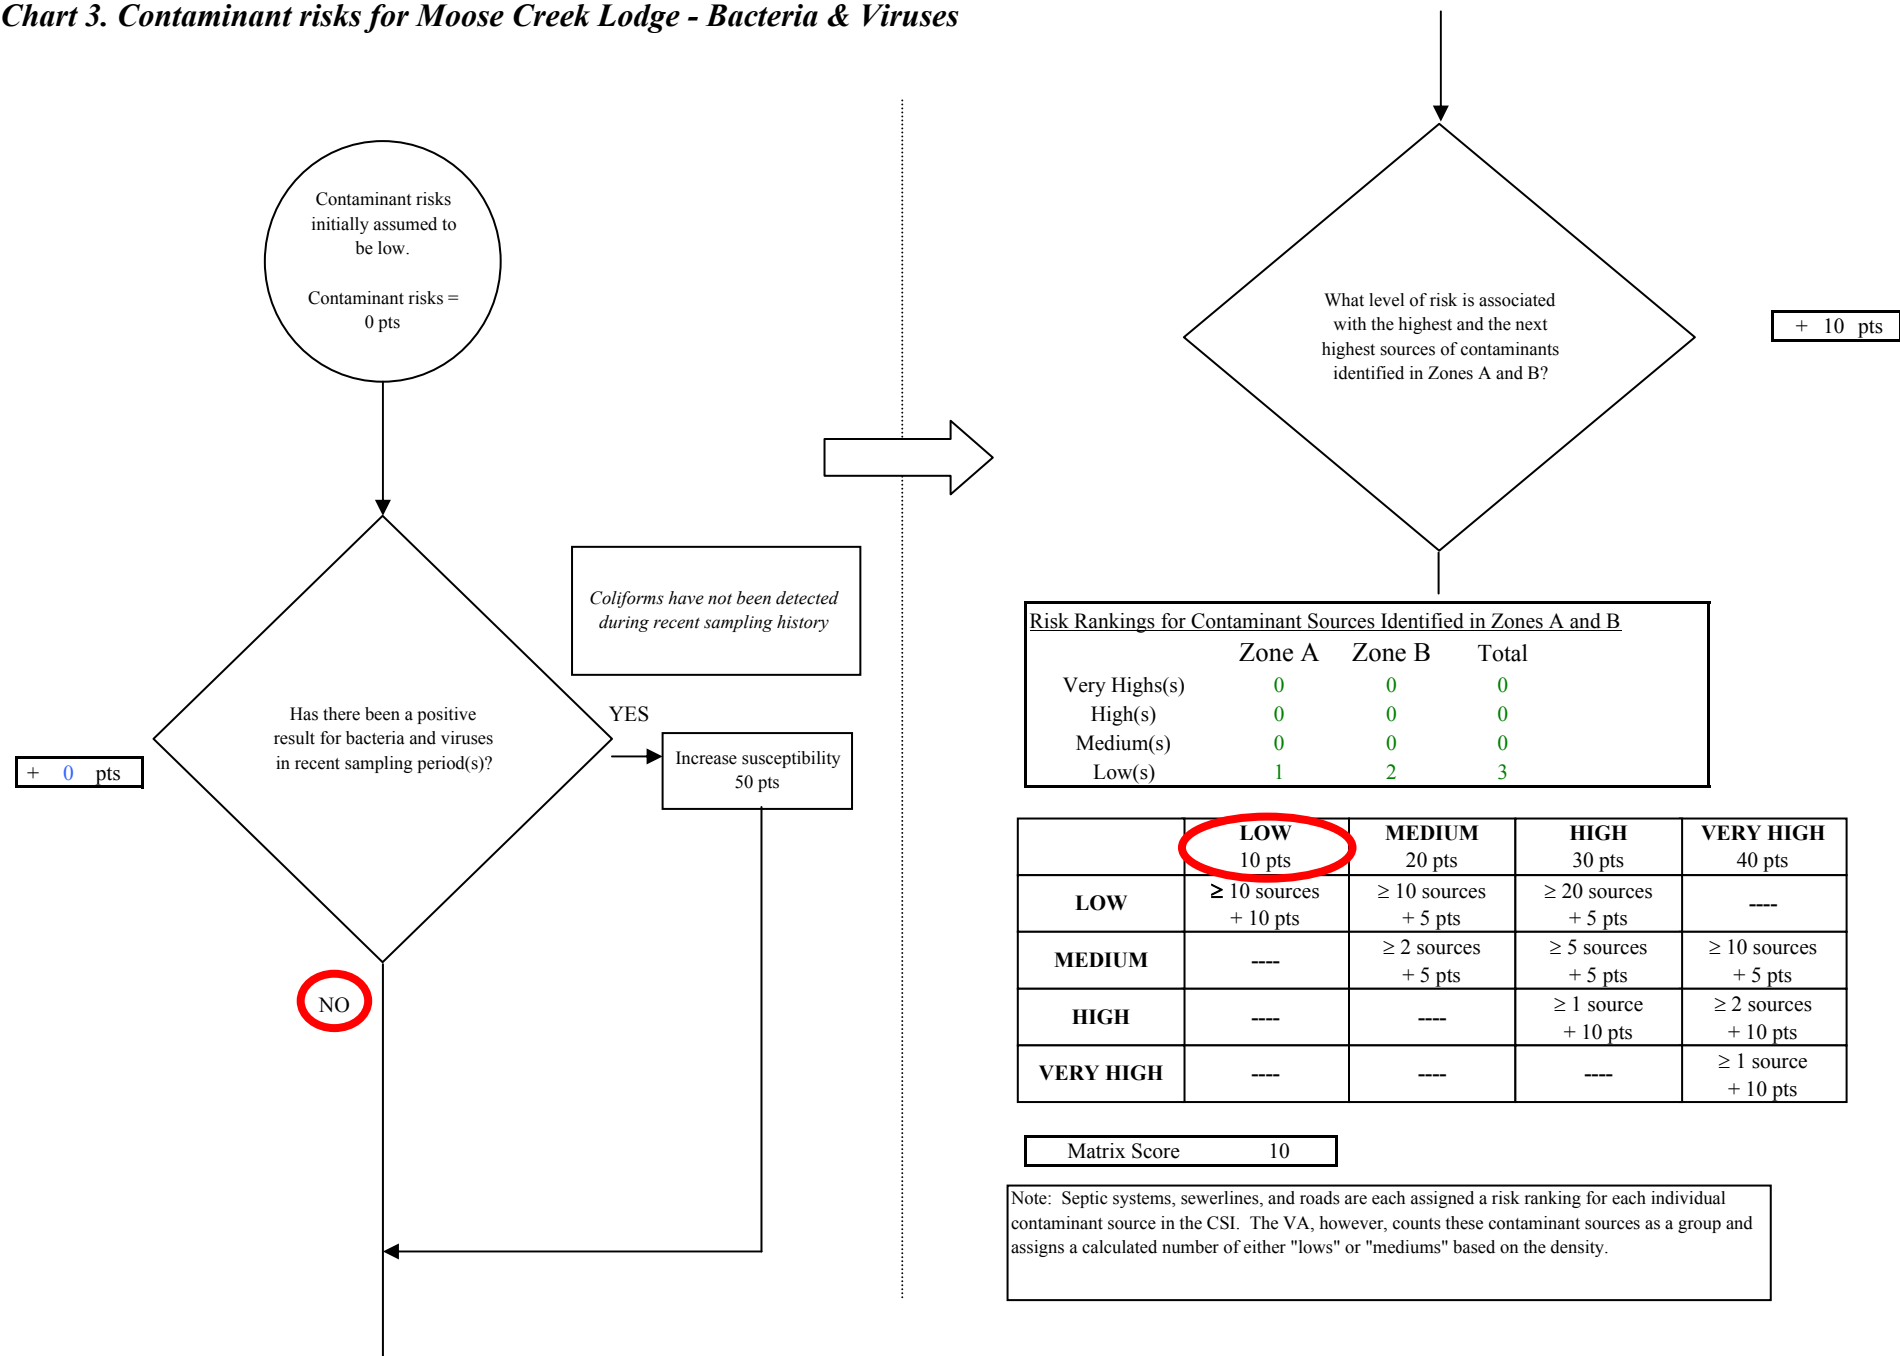 Chart 3. Contaminant risks for Moose Creek Lodge - Bacteria & Viruses
Contaminant risks
initially assumed to
be low.
Contaminant risks =
0 pts
Coliforms have not been detected
during recent sampling history
Has there been a positive
result for bacteria and viruses
in recent sampling period(s)?
YES
Increase susceptibility
50 pts
+ 0 pts
NO
What level of risk is associated
with the highest and the next
highest sources of contaminants
identified in Zones A and B?
+ 10 pts
Risk Rankings for Contaminant Sources Identified in Zones A and B
Zone A Zone B Total
Very Highs(s) 0 0 0
High(s) 0 0 0
Medium(s) 0 0 0
Low(s) 1 2 3
LOW MEDIUM HIGH VERY HIGH
10 pts 20 pts 30 pts 40 pts
LOW ≥ 10 sources ≥ 10 sources ≥ 20 sources ----
+ 10 pts + 5 pts + 5 pts
MEDIUM ---- ≥ 2 sources ≥ 5 sources ≥ 10 sources
+ 5 pts + 5 pts + 5 pts
HIGH ---- ---- ≥ 1 source ≥ 2 sources
+ 10 pts + 10 pts
VERY HIGH ---- ---- ---- ≥ 1 source
+ 10 pts
Matrix Score 10
Note: Septic systems, sewerlines, and roads are each assigned a risk ranking for each individual
contaminant source in the CSI. The VA, however, counts these contaminant sources as a group and
assigns a calculated number of either "lows" or "mediums" based on the density.